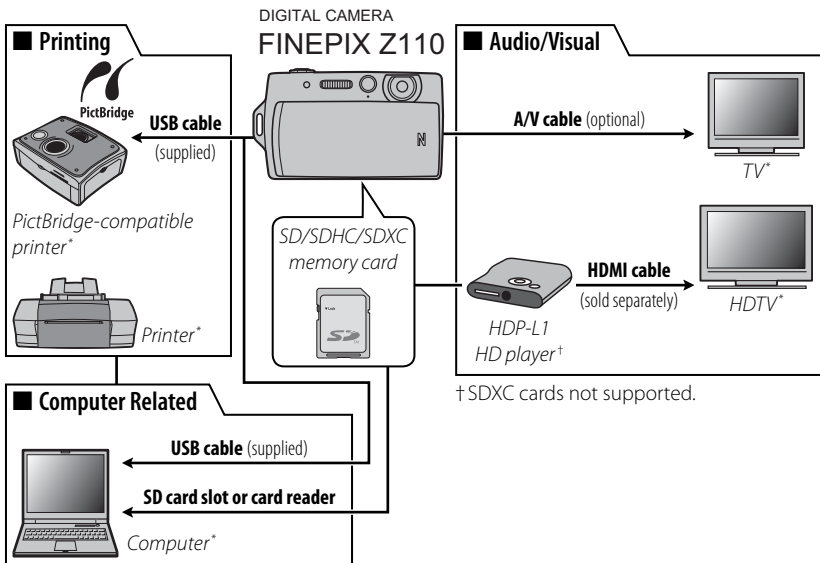 DIGITAL CAMERA
FINEPIX Z110
■ Printing
PictBridge
USB cable
(supplied)
PictBridge-compatible
printer*
Printer*
SD/SDHC/SDXC
memory card
SD
■ Audio/Visual
A/V cable (optional)
TV*
HDMI cable
(sold separately)
HDP-L1
HD player†
HDTV*
† SDXC cards not supported.
■ Computer Related
USB cable (supplied)
SD card slot or card reader
Computer*